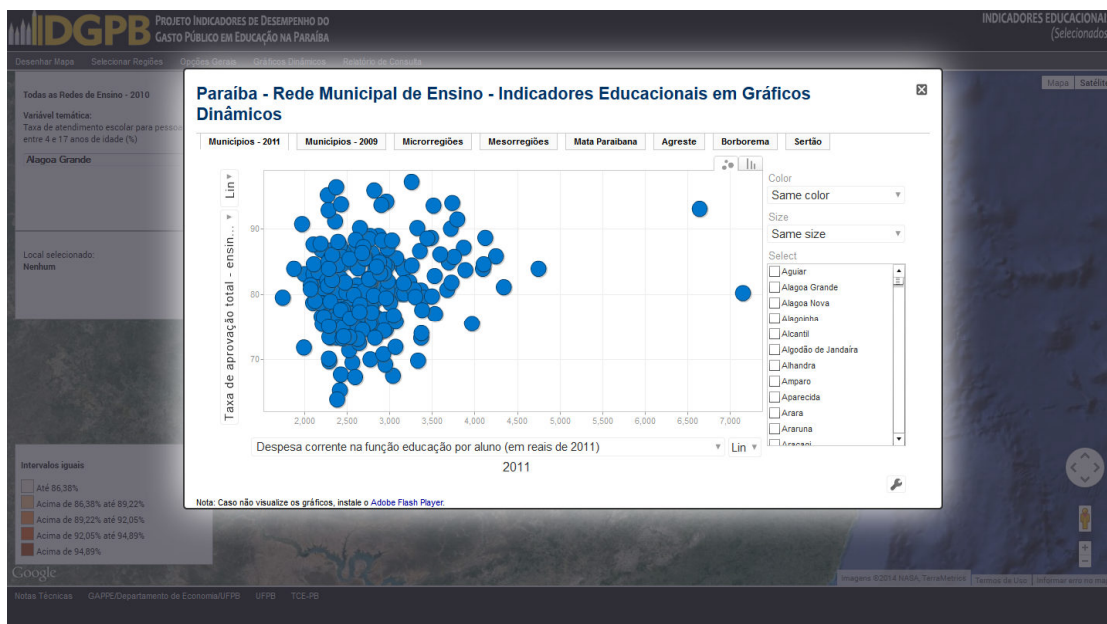 IDGPB
PROJETO INDICADORES DE DESEMPENHO DO
GASTO PÚBLICO EM EDUCAÇÃO NA PARAÍBA
INDICADORES EDUCACIONAI
(Selecionados
Desenhar Mapa Selecionar Regiões Opções Gerais Gráficos Dinâmicos Relatório de Consulta
Todas as Redes de Ensino - 2010
Variável temática:
Taxa de atendimento escolar para pesso
entre 4 e 17 anos de idade (%)
Alagoa Grande
Local selecionado:
Nenhum
Intervalos iguais
Até 86,38%
Acima de 86,38% até 89,22%
Acima de 89,22% até 92,05%
Acima de 92,05% até 94,89%
Acima de 94,89%
Google
Mapa Satélite
Paraíba - Rede Municipal de Ensino - Indicadores Educacionais em Gráficos
Dinâmicos
Municípios - 2011 Municípios - 2009 Microrregiões Mesorregiões Mata Paraibana Agreste Borborema Sertão
Lin
Taxa de aprovação total - ensin...
90
80
70
2,000 2,500 3,000 3,500 4,000 4,500 5,000 5,500 6,000 6,500 7,000
Despesa corrente na função educação por aluno (em reais de 2011) Lin
2011
Color
Same color
Size
Same size
Select
Aguiar
Alagoa Grande
Alagoa Nova
Alagoinha
Alcantil
Algodão de Jandaíra
Alhandra
Amparo
Aparecida
Arara
Araruna
Araçagi
Nota: Caso não visualize os gráficos, instale o Adobe Flash Player.
Imagens ©2014 NASA, TerraMetrics Termos de Uso Informar erro no ma
Notas Técnicas GAPPE/Departamento de Economia/UFPB UFPB TCE-PB